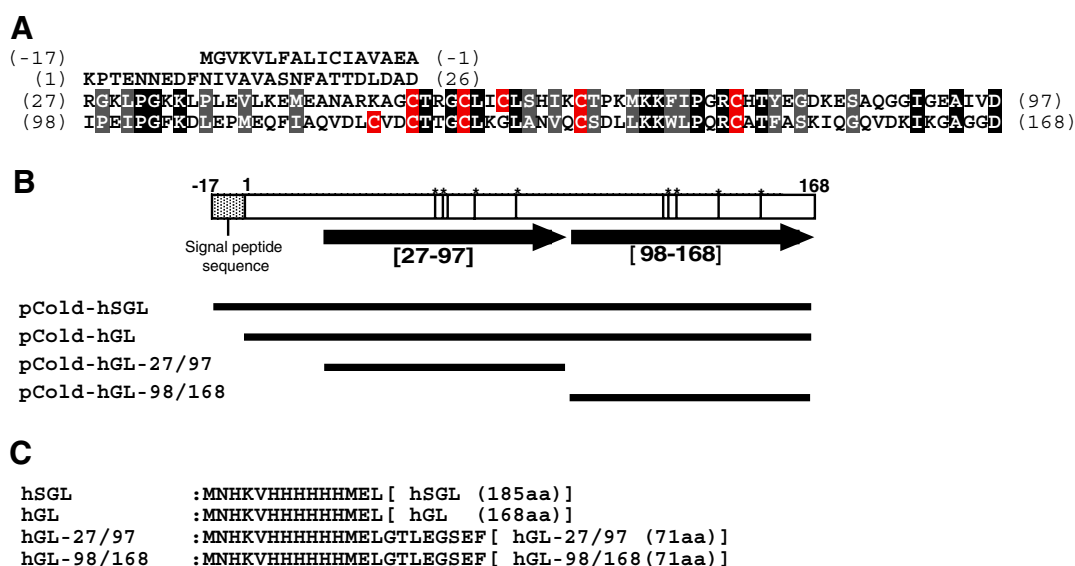 A
(-17) MGVKVLFALICIAVAEA (-1)
(1) KPTENNEDFNIVAVASNFATTDLDAD (26)
(27) RGKLPGKKLPLEVLKEMEANARKAGCTRGCLICLSHIKCTPKMKKFIPGRCHTYEGDKESAQGGIGEAIVD (97)
(98) IPEIPGFKDLEPMEQFIAQVDLCVDCTTGCLKGLANVQCSDLLKKWLPQRCATFASKIQGQVDKIKGAGGD (168)
B
-17 1 ** * * ** * * 168
Signal peptide
sequence
[27-97] [98-168]
pCold-hSGL
pCold-hGL
pCold-hGL-27/97
pCold-hGL-98/168
C
hSGL :MNHKVHHHHHHMEL[ hSGL (185aa)]
hGL :MNHKVHHHHHHMEL[ hGL (168aa)]
hGL-27/97 :MNHKVHHHHHHMELGTLEGSEF[ hGL-27/97 (71aa)]
hGL-98/168 :MNHKVHHHHHHMELGTLEGSEF[ hGL-98/168(71aa)]